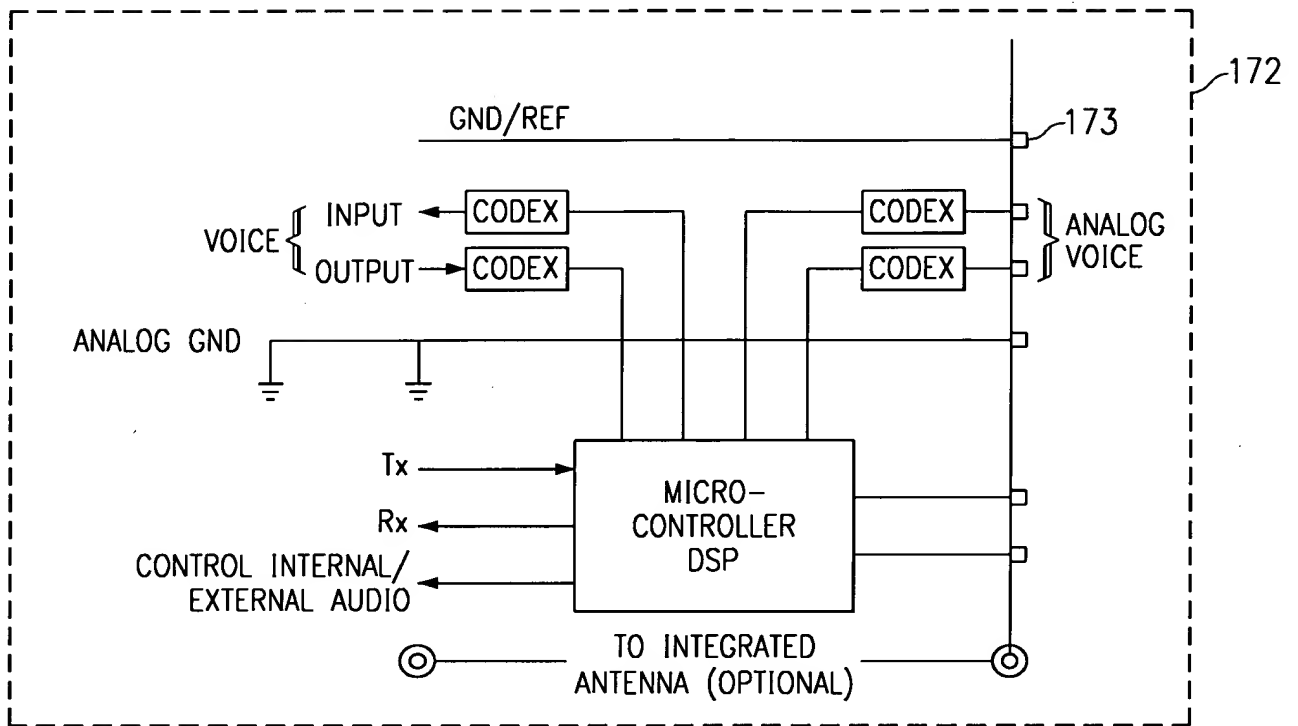 172
GND/REF
173
INPUT
CODEX
CODEX
VOICE
ANALOG
VOICE
OUTPUT
CODEX
CODEX
ANALOG GND
Tx
MICRO-
CONTROLLER
DSP
Rx
CONTROL INTERNAL/
EXTERNAL AUDIO
TO INTEGRATED
ANTENNA (OPTIONAL)